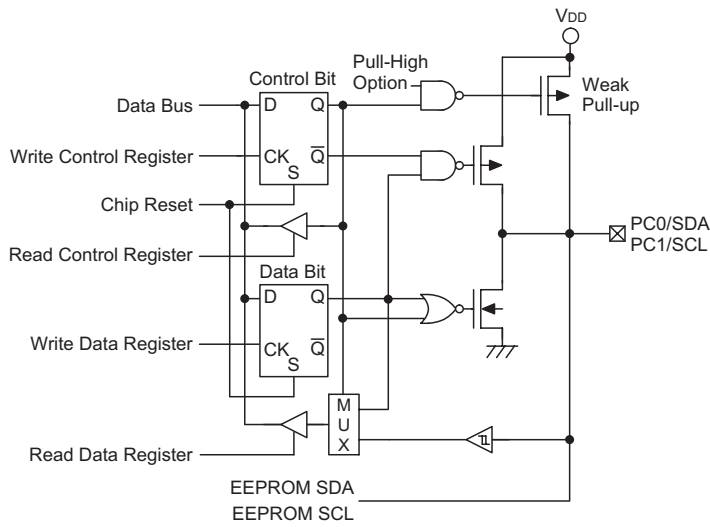 VDD
Pull-High
Option
Control Bit
Weak
Pull-up
Data Bus
D
Q
Write Control Register
CK
Q̅
S
Chip Reset
PC0/SDA
PC1/SCL
Read Control Register
Data Bit
D
Q
Write Data Register
CK
Q̅
S
M
U
X
Read Data Register
EEPROM SDA
EEPROM SCL